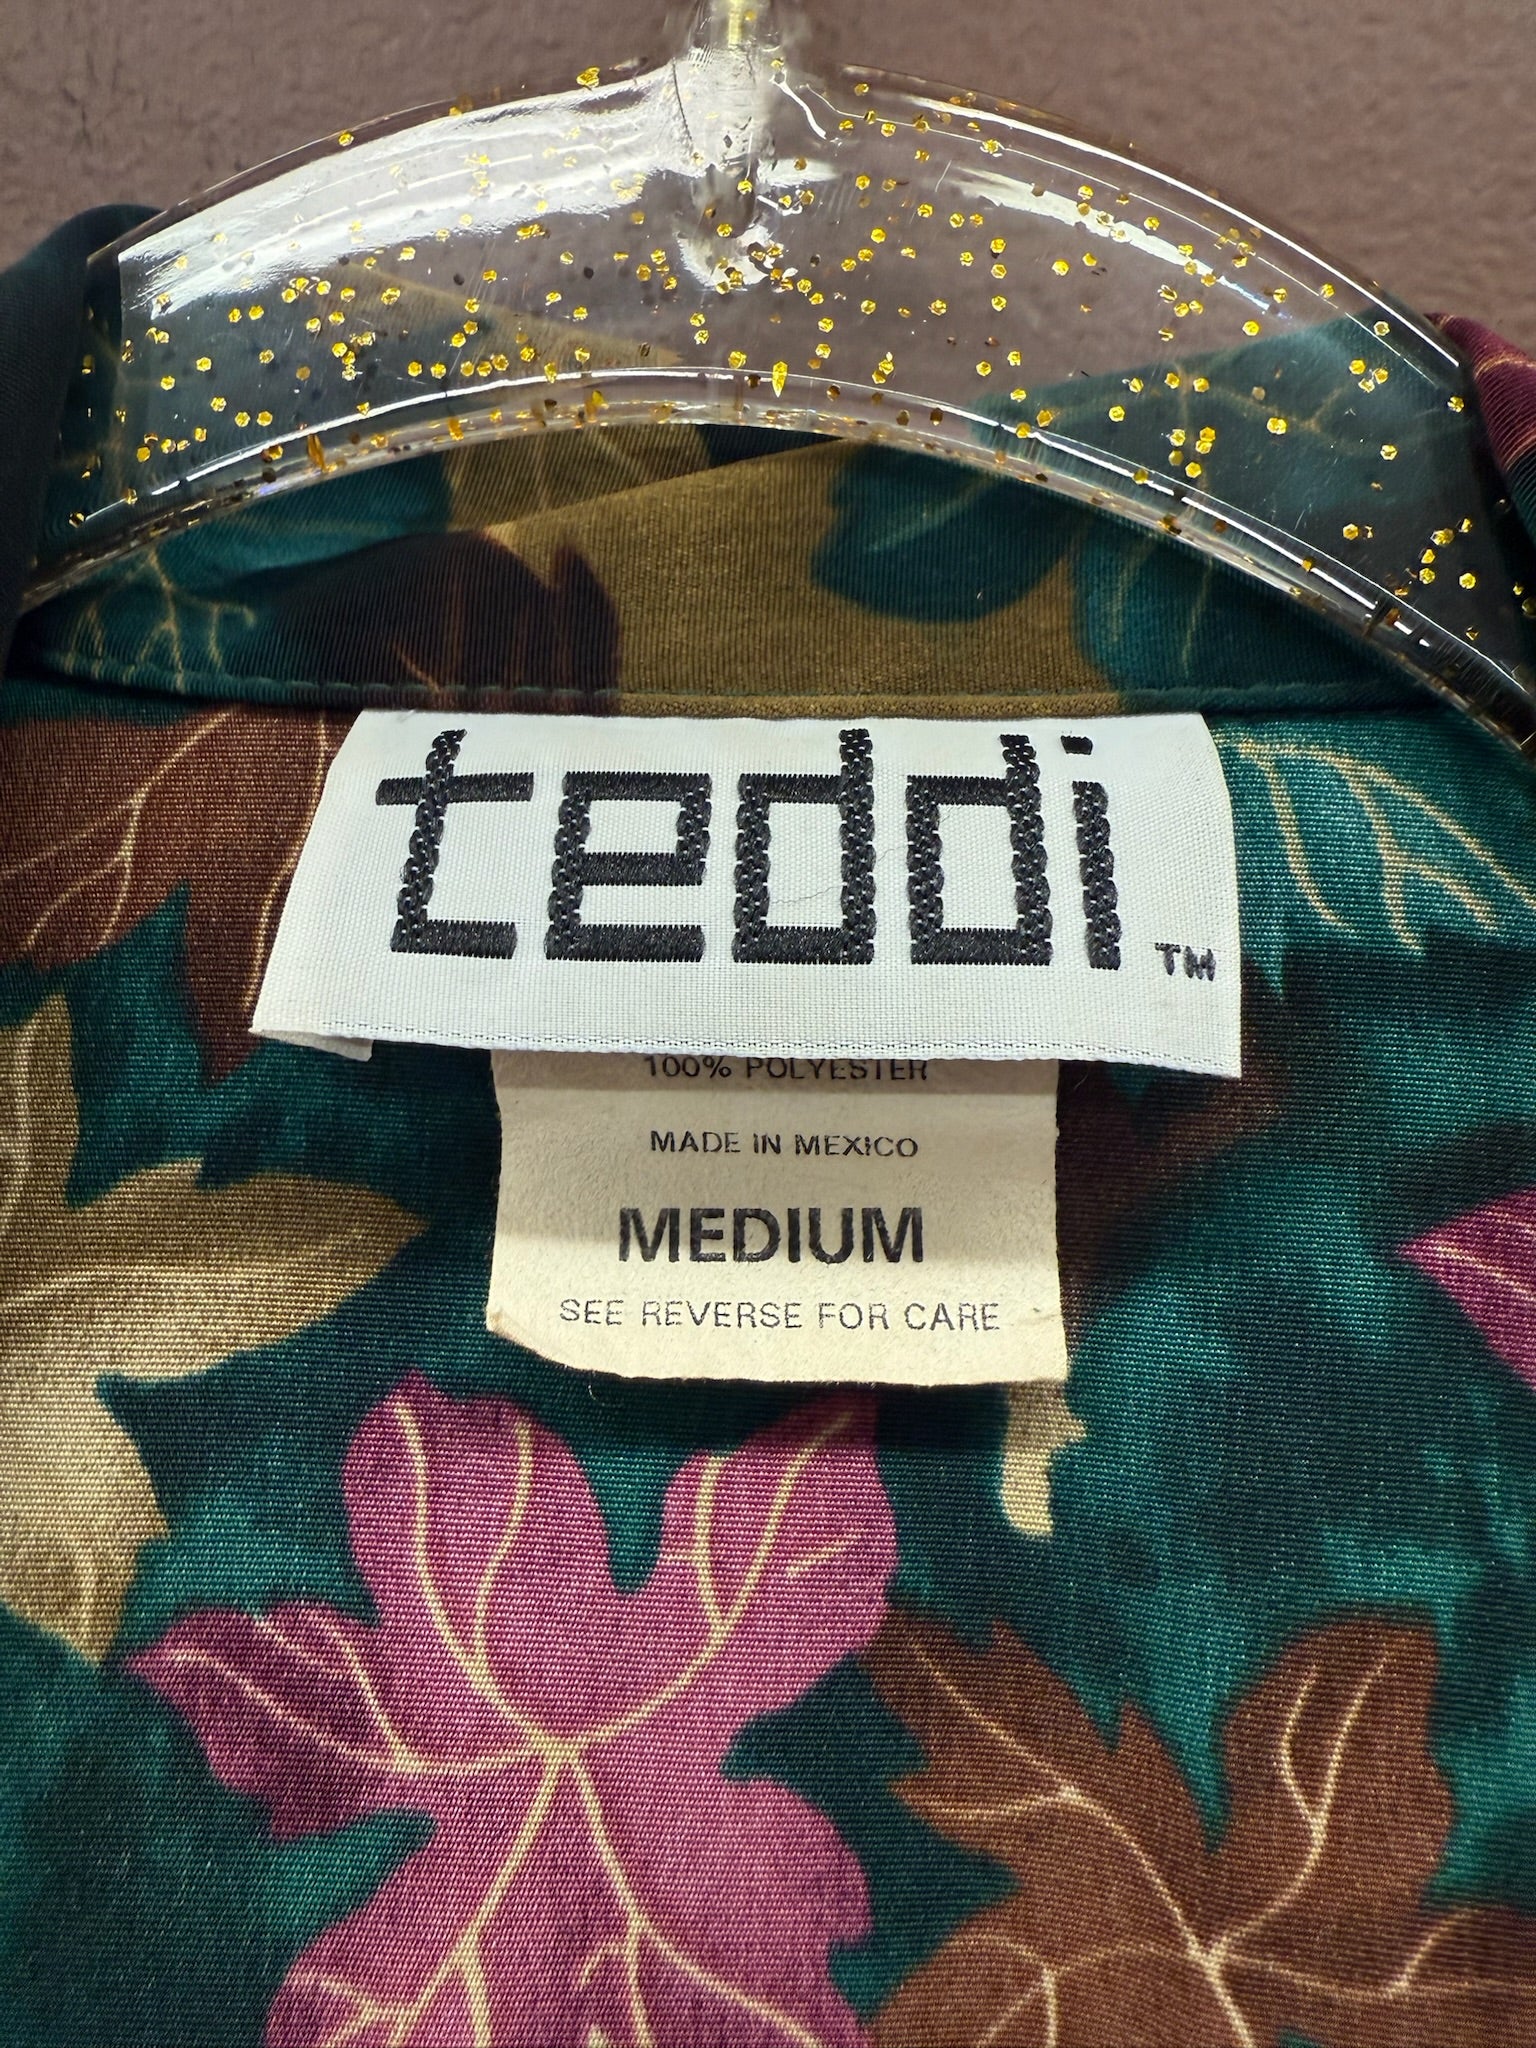 teddi
TM
100% POLYESTER
MADE IN MEXICO
MEDIUM
SEE REVERSE FOR CARE